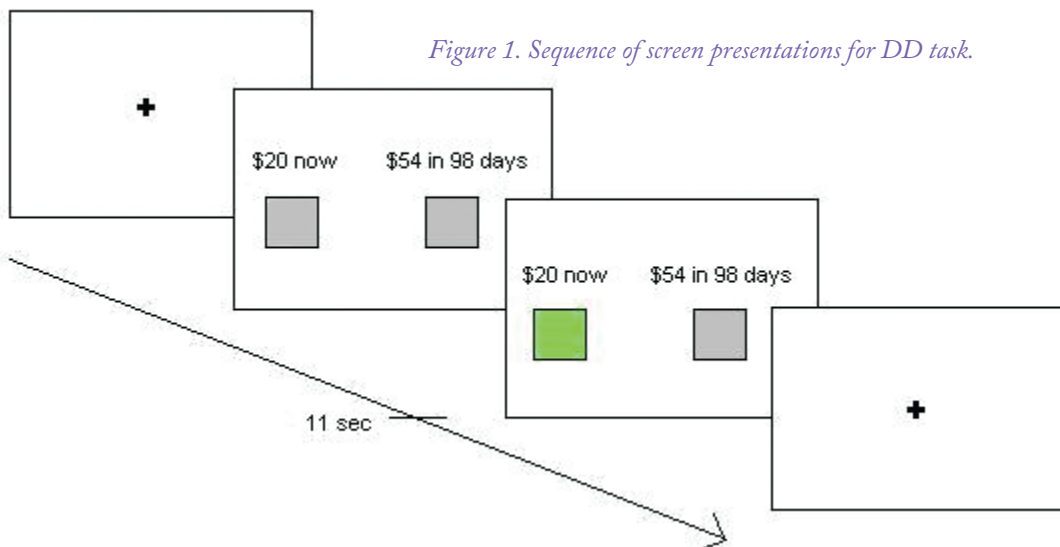 Figure 1. Sequence of screen presentations for DD task.
$20 now $54 in 98 days
$20 now $54 in 98 days
11 sec